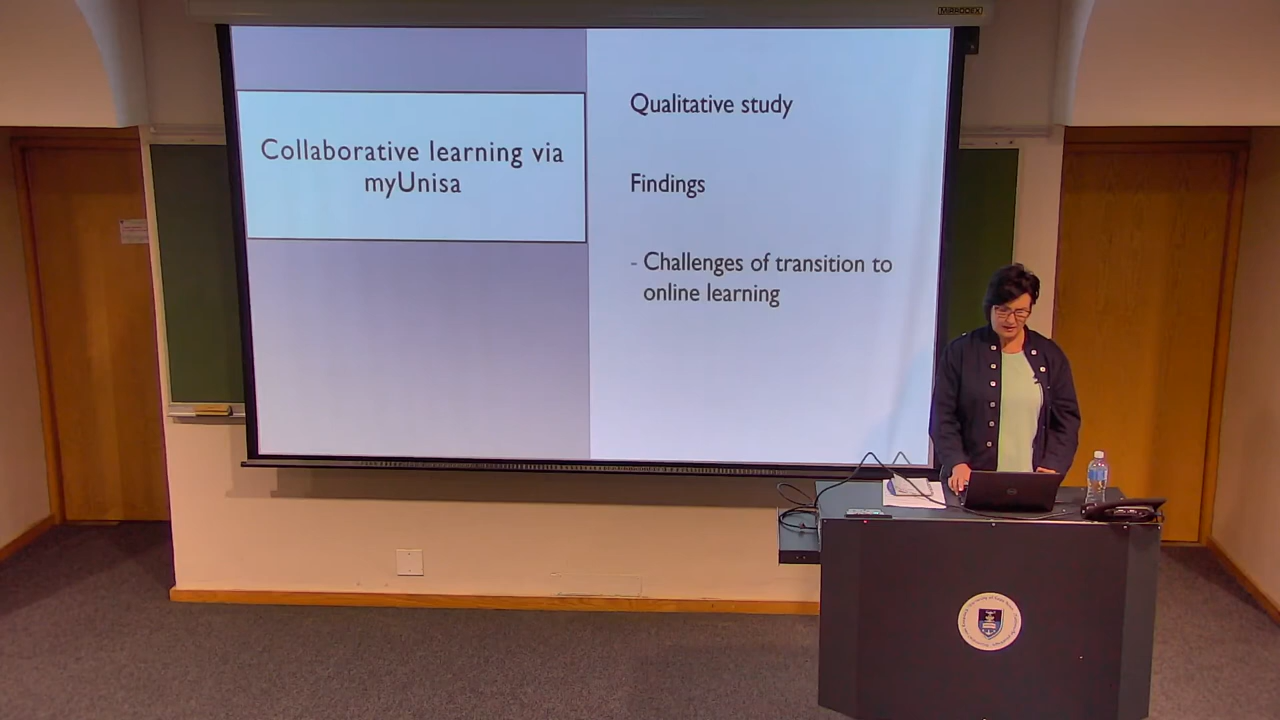 Collaborative learning via
myUnisa
Qualitative study
Findings
- Challenges of transition to
online learning